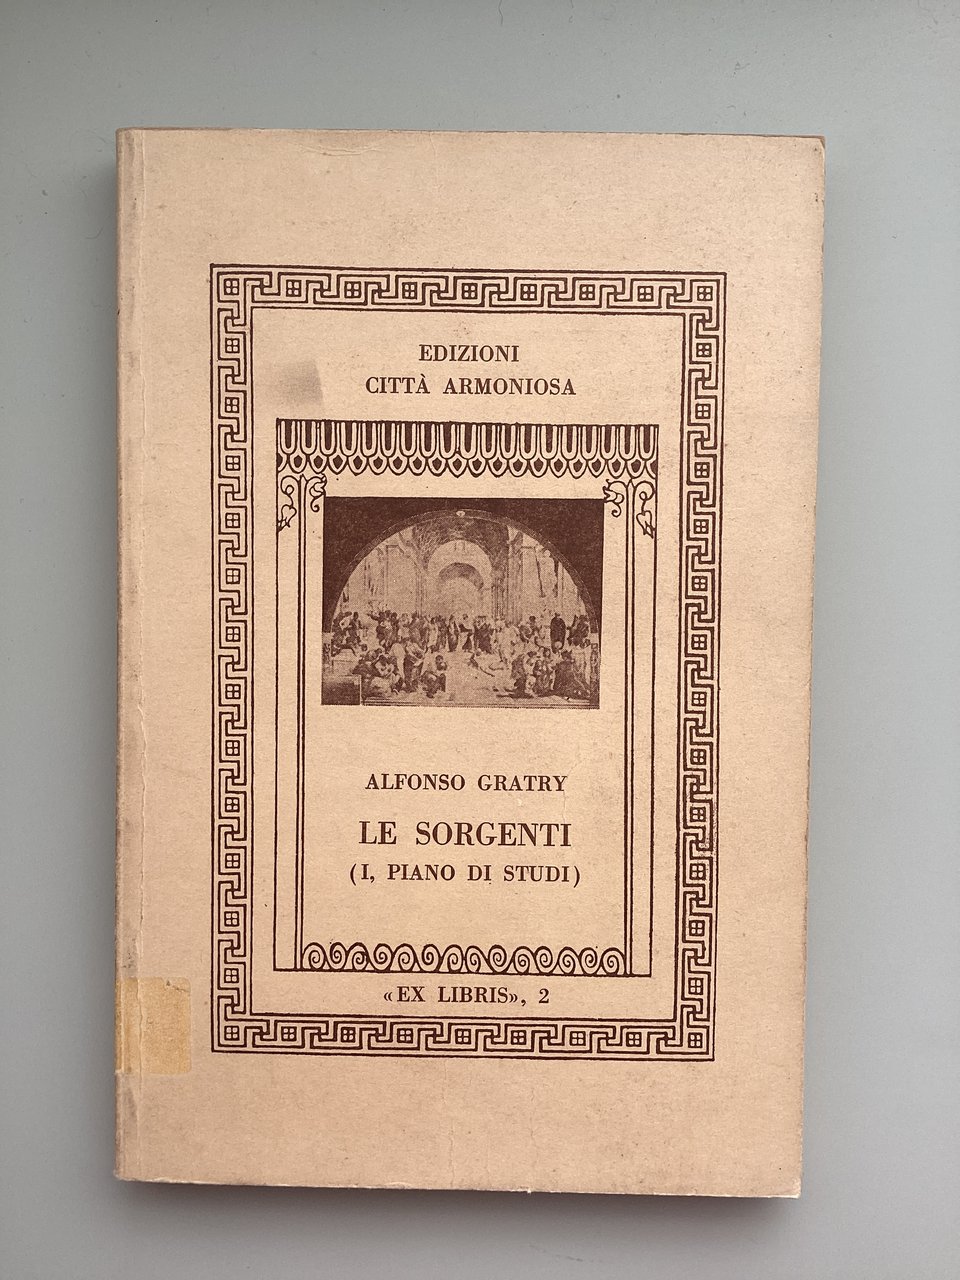 EDIZIONI
CITTÀ ARMONIOSA
ALFONSO GRATRY
LE SORGENTI
(I, PIANO DI STUDI)
«EX LIBRIS», 2